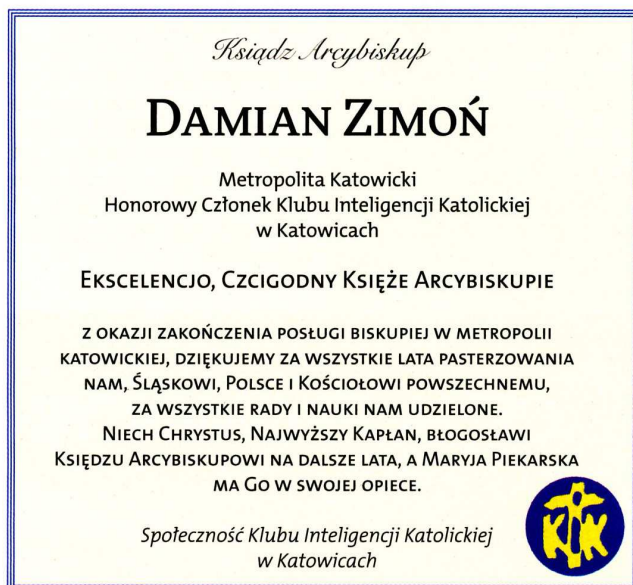 Ksiądz Arcybiskup
Damian Zimoń
Metropolita Katowicki
Honorowy Członek Klubu Inteligencji Katolickiej
w Katowicach
Ekscelencjo, Czcigodny Księże Arcybiskupie
z okazji zakończenia posługi biskupiej w metropolii
katowickiej, dziękujemy za wszystkie lata pasterzowania
nam, Śląskowi, Polsce i Kościołowi powszechnemu,
za wszystkie rady i nauki nam udzielone.
Niech Chrystus, Najwyższy Kapłan, błogosławi
Księdzu Arcybiskupowi na dalsze lata, a Maryja Piekarska
ma Go w swojej opiece.
Społeczność Klubu Inteligencji Katolickiej
w Katowicach
KIK